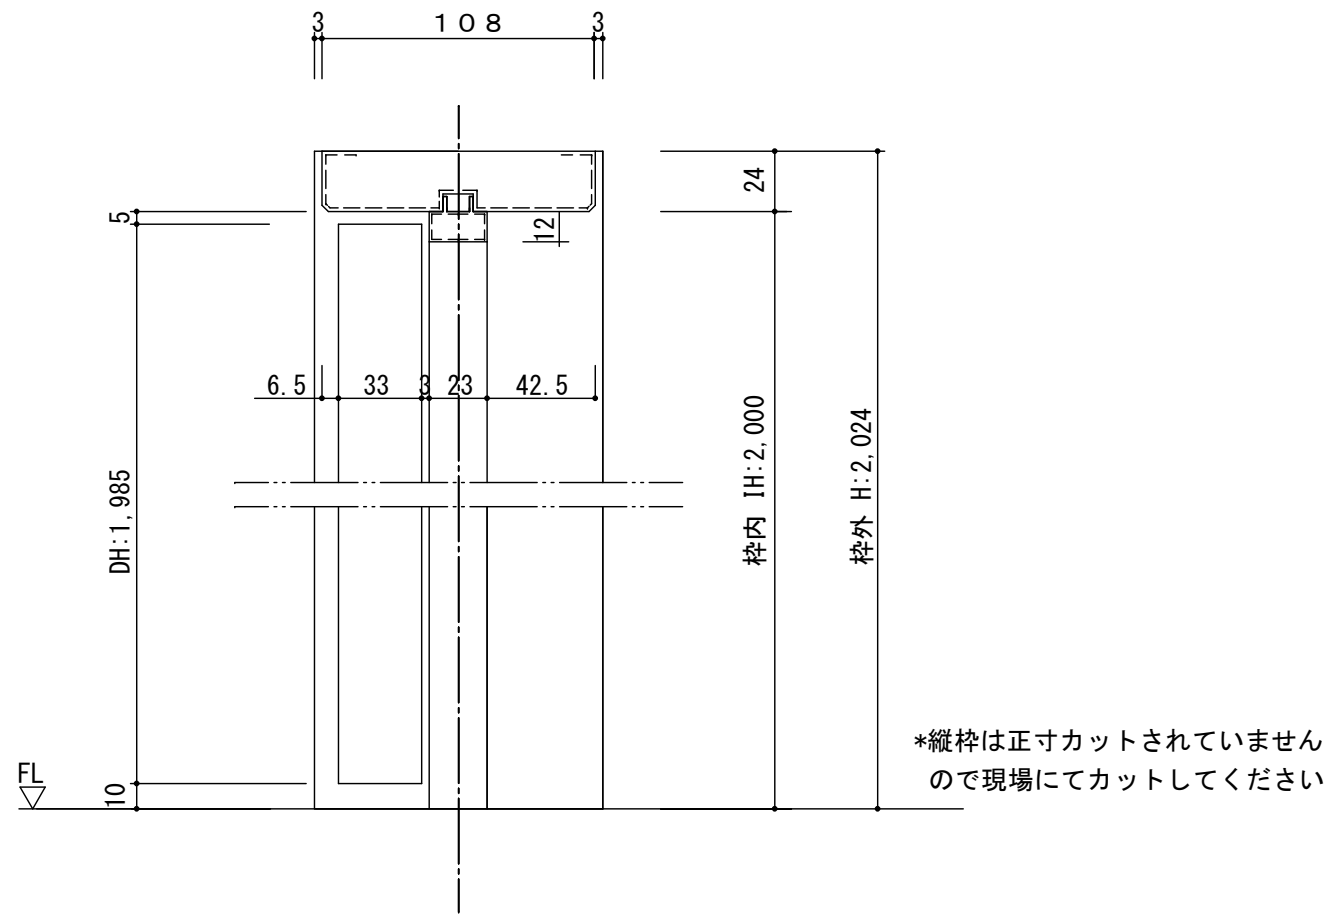 3 １０８ 3
24
5
12
6.5 33 3 23 42.5
DH:1,985
枠内 IH:2,000
枠外 H:2,024
*縦枠は正寸カットされていません
ので現場にてカットしてください
FL
10